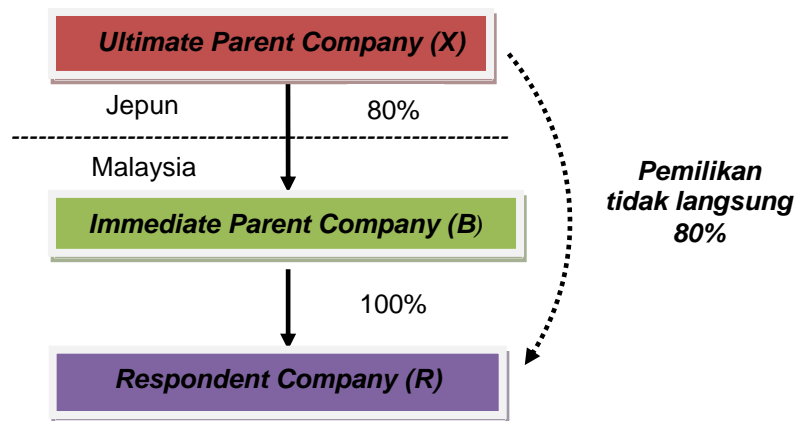 Ultimate Parent Company (X)
Jepun
80%
Malaysia
Pemilikan
tidak langsung
80%
Immediate Parent Company (B)
100%
Respondent Company (R)